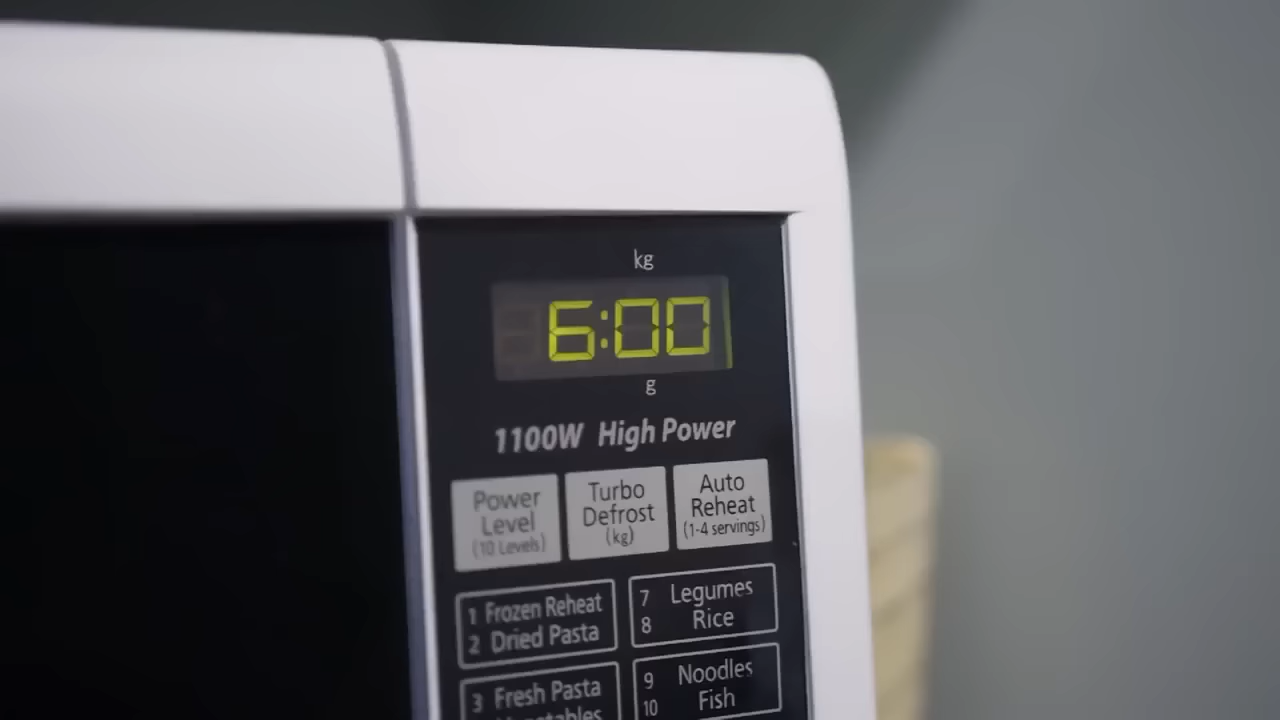 kg
6:00
g
1100W High Power
Power
Level
(10 Levels)
Turbo
Defrost
(kg)
Auto
Reheat
(1-4 servings)
1 Frozen Reheat
2 Dried Pasta
7 Legumes
8 Rice
3 Fresh Pasta
Vegetables
9 Noodles
10 Fish